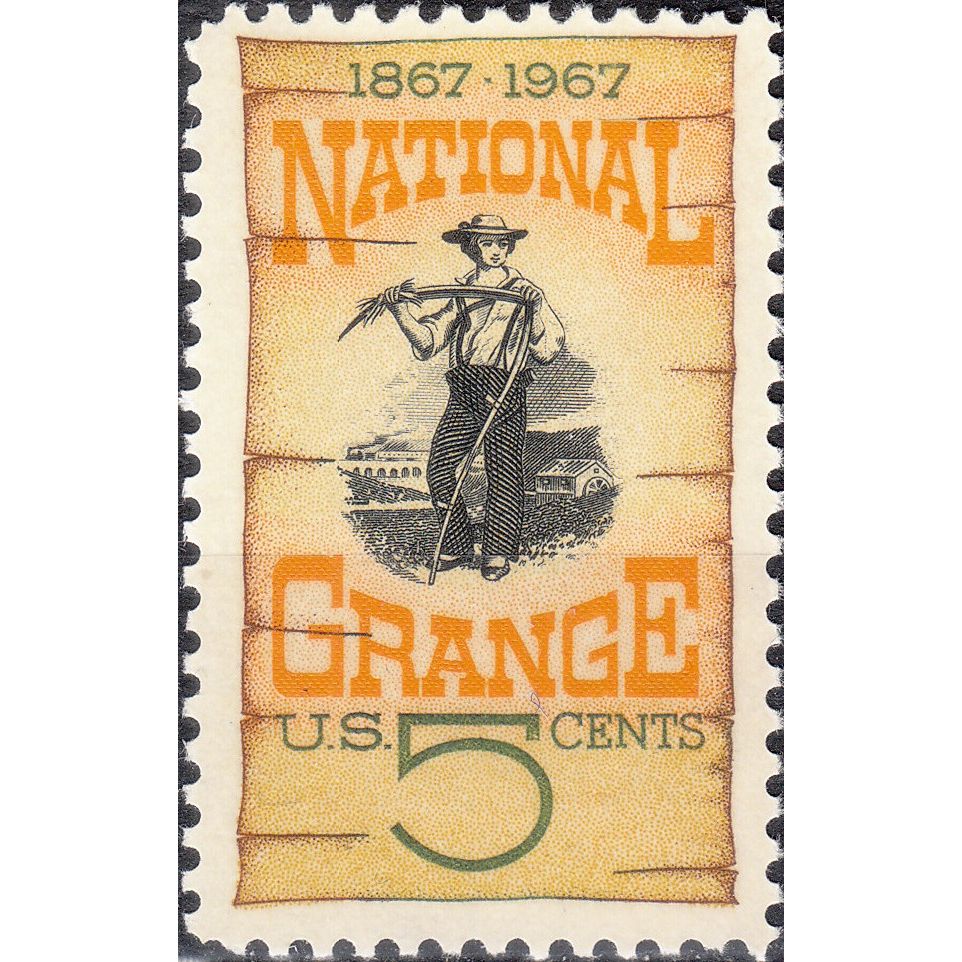 1867 · 1967
NATIONAL
GRANGE
U.S. 5 CENTS